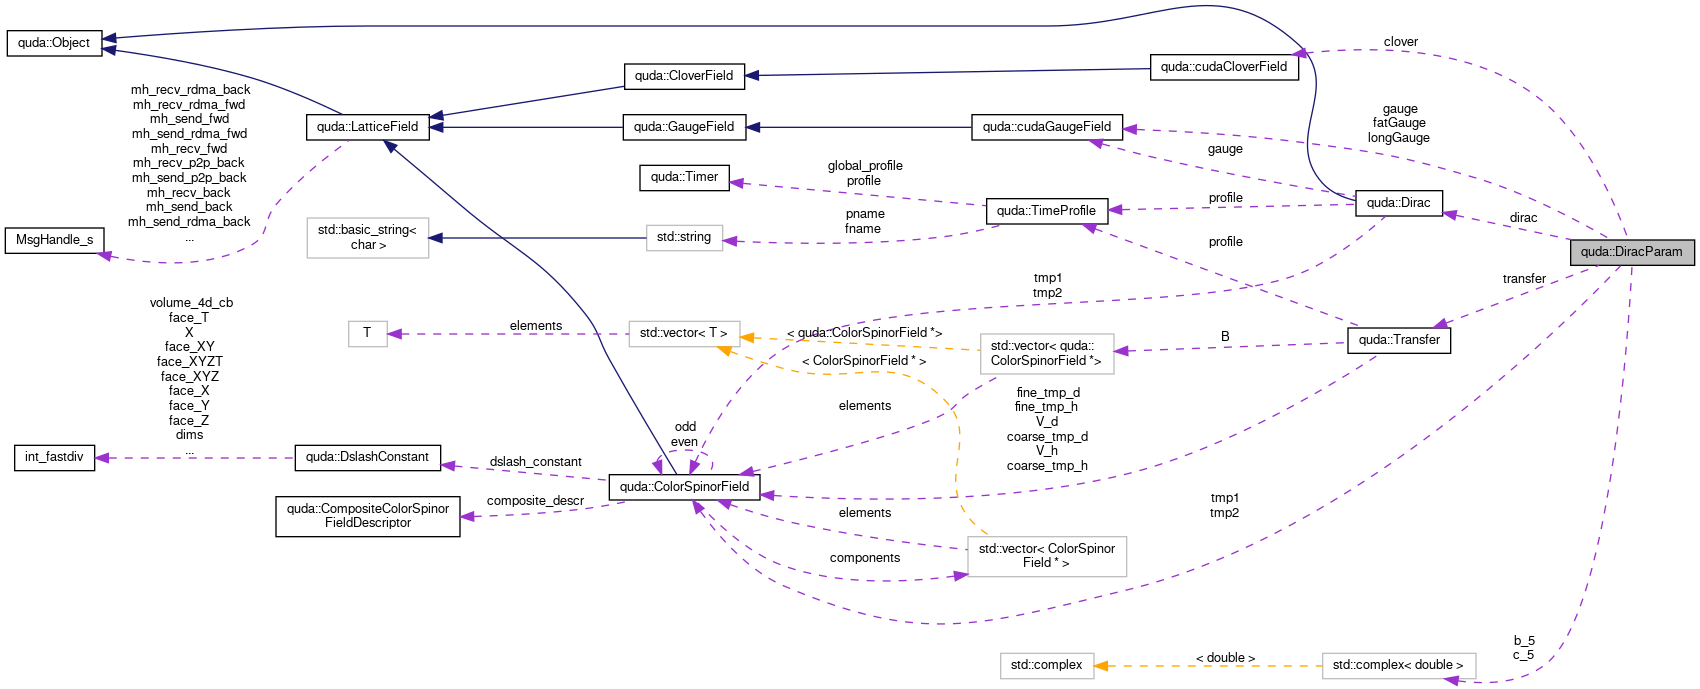 quda::Object
clover
quda::CloverField
quda::cudaCloverField
mh_recv_rdma_back
mh_recv_rdma_fwd
mh_send_fwd
mh_send_rdma_fwd
mh_recv_fwd
mh_recv_p2p_back
mh_send_p2p_back
mh_recv_back
mh_send_back
mh_send_rdma_back
...
quda::LatticeField
quda::GaugeField
quda::cudaGaugeField
gauge
fatGauge
longGauge
gauge
quda::Timer
global_profile
profile
quda::TimeProfile
profile
quda::Dirac
dirac
MsgHandle_s
std::basic_string<
char >
std::string
pname
fname
profile
quda::DiracParam
transfer
tmp1
tmp2
volume_4d_cb
face_T
X
face_XY
face_XYZT
face_XYZ
face_X
face_Y
face_Z
dims
...
T
elements
std::vector< T >
< quda::ColorSpinorField *>
< ColorSpinorField * >
std::vector< quda::
ColorSpinorField *>
B
quda::Transfer
elements
fine_tmp_d
fine_tmp_h
V_d
coarse_tmp_d
V_h
coarse_tmp_h
odd
even
int_fastdiv
quda::DslashConstant
dslash_constant
quda::ColorSpinorField
quda::CompositeColorSpinor
FieldDescriptor
composite_descr
elements
components
std::vector< ColorSpinor
Field * >
tmp1
tmp2
std::complex
< double >
std::complex< double >
b_5
c_5